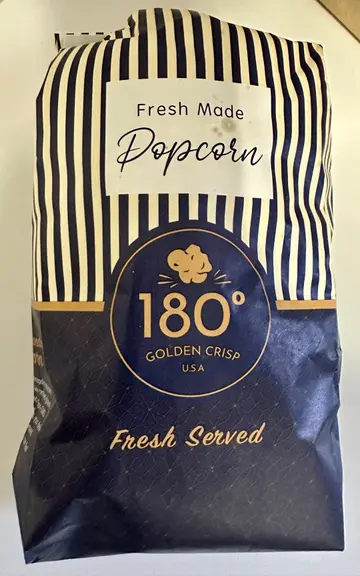 Fresh Made
Popcorn
180°
GOLDEN CRISP
U.S.A
Fresh Served